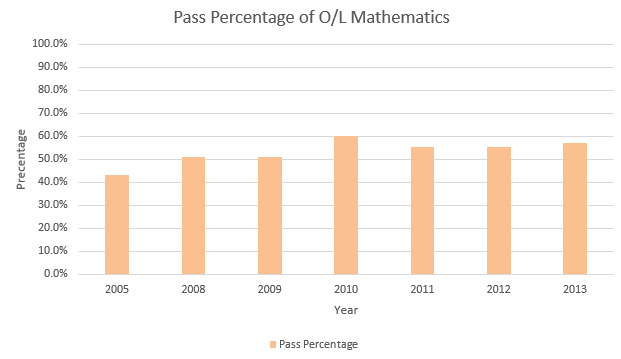 Pass Percentage of O/L Mathematics
100.0%
90.0%
80.0%
70.0%
60.0%
50.0%
40.0%
30.0%
20.0%
10.0%
0.0%
Precentage
2005 2008 2009 2010 2011 2012 2013
Year
Pass Percentage